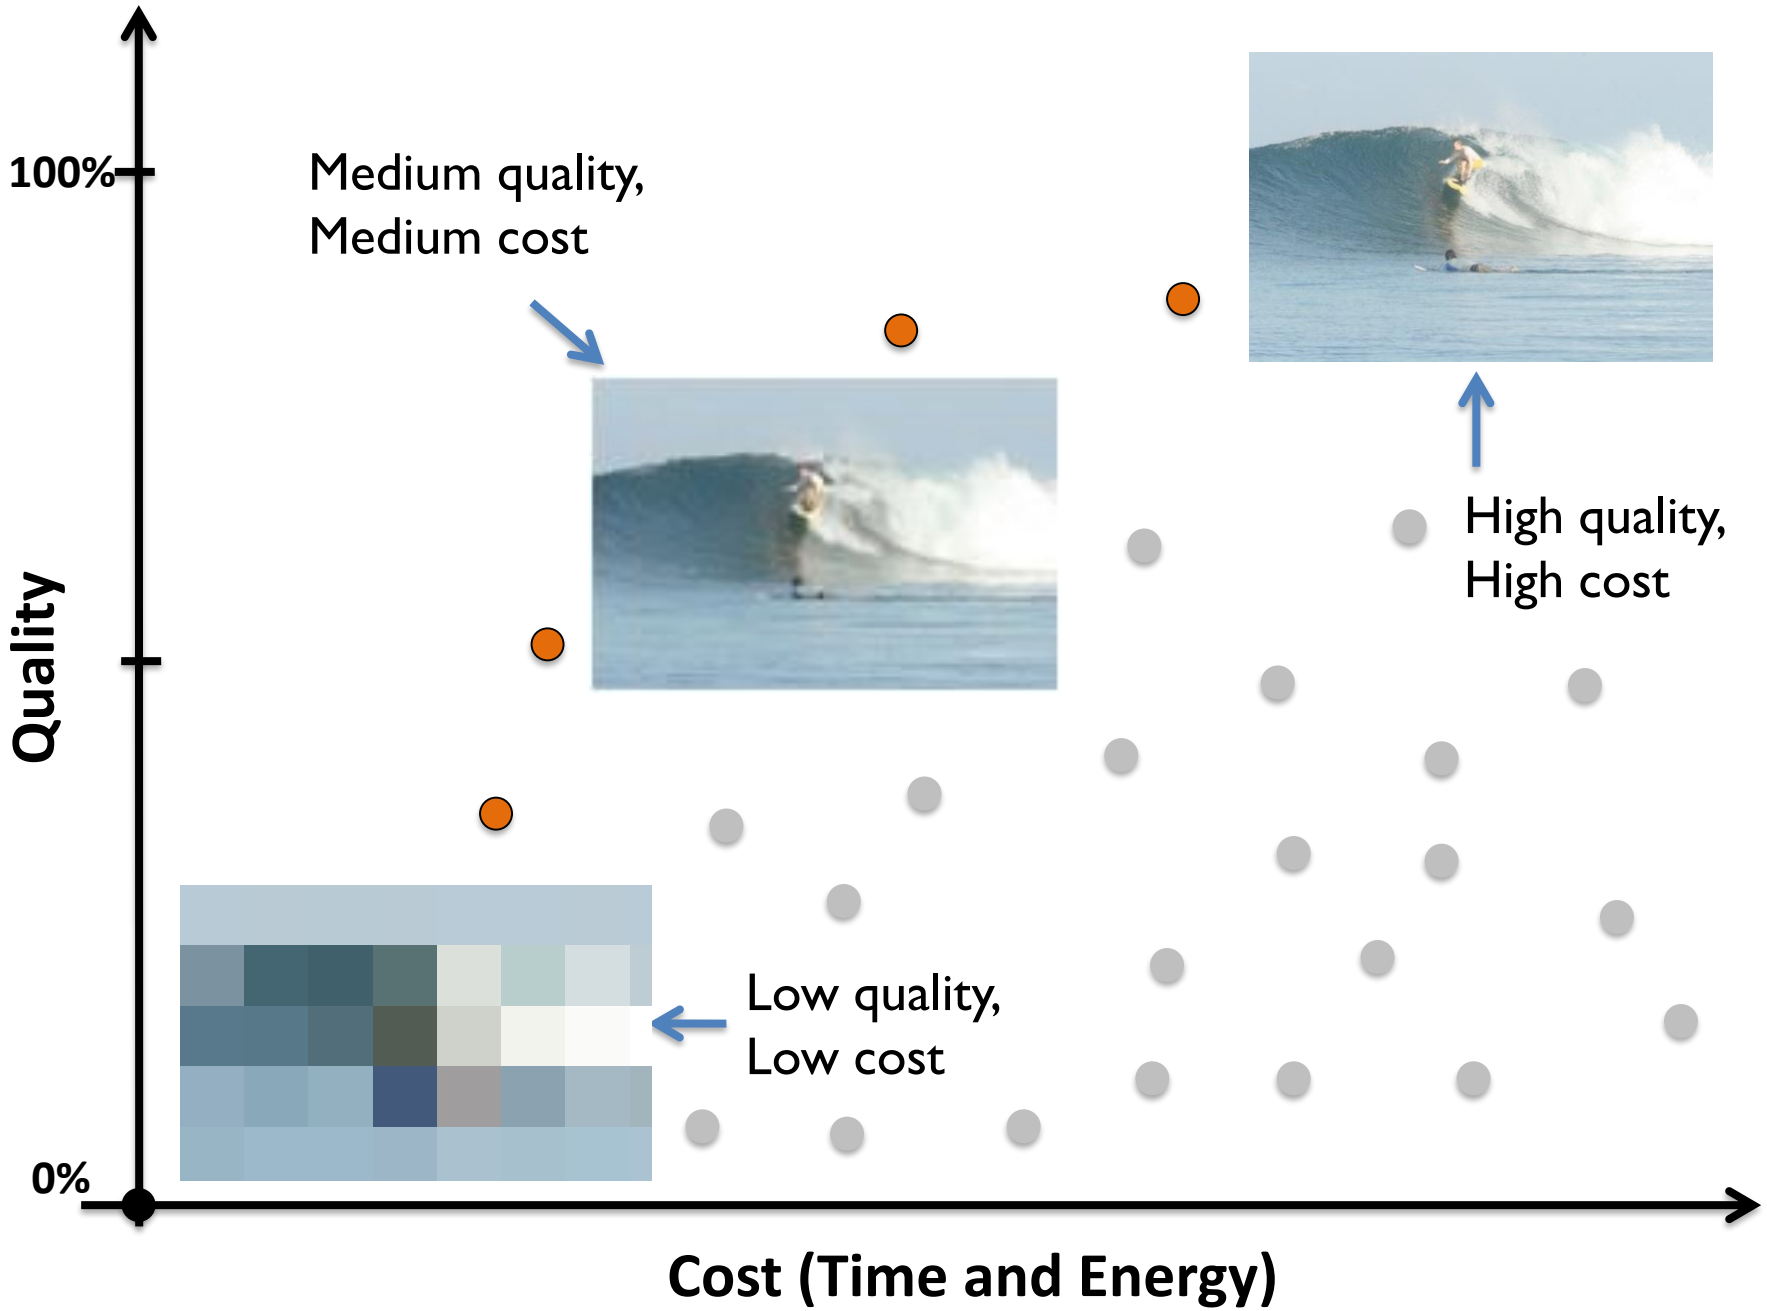 100%
Medium quality,
Medium cost
High quality,
High cost
Quality
Low quality,
Low cost
0%
Cost (Time and Energy)